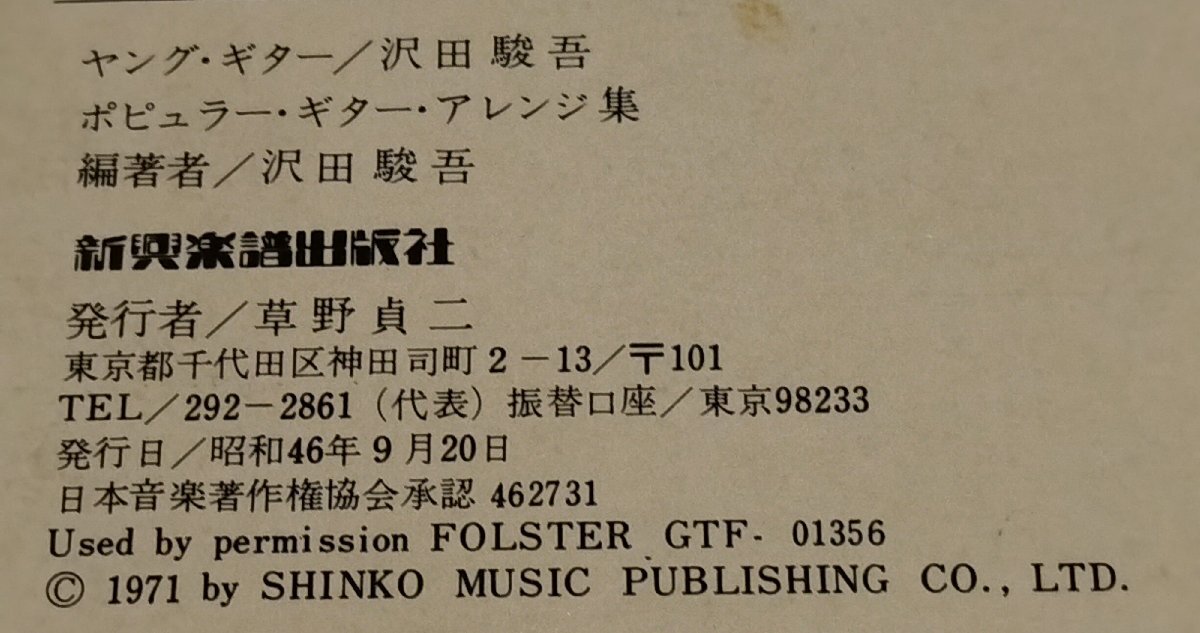 ヤング・ギター／沢田駿吾
ポピュラー・ギター・アレンジ集
編著者／沢田駿吾
新興楽譜出版社
発行者／草野貞二
東京都千代田区神田司町2－13／〒101
TEL／292－2861（代表）振替口座／東京98233
発行日／昭和46年9月20日
日本音楽著作権協会承認 462731
Used by permission FOLSTER GTF- 01356
© 1971 by SHINKO MUSIC PUBLISHING CO., LTD.